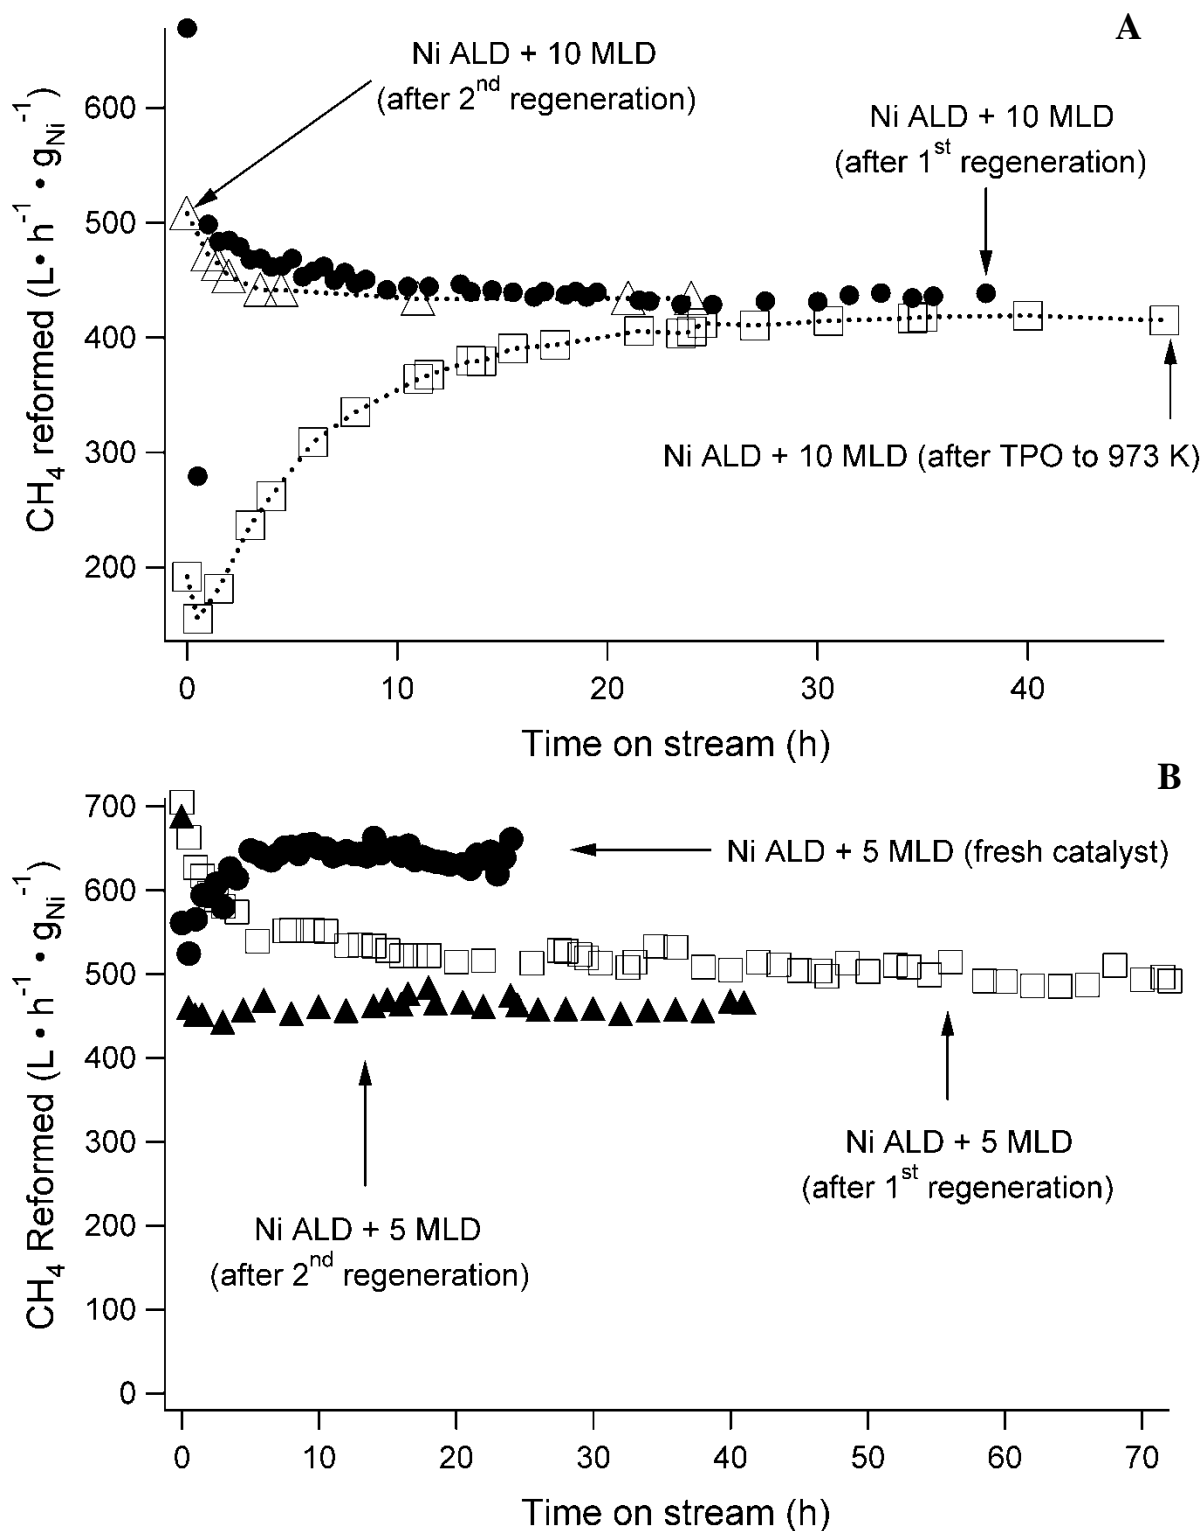 A
Ni ALD + 10 MLD
(after 2nd regeneration)
Ni ALD + 10 MLD
(after 1st regeneration)
CH4 reformed (L• h-1 • gNi-1)
600
500
400
300
200
Ni ALD + 10 MLD (after TPO to 973 K)
0
10
20
30
40
Time on stream (h)
B
700
600
500
400
300
200
100
0
CH4 Reformed (L • h-1 • gNi-1)
Ni ALD + 5 MLD (fresh catalyst)
Ni ALD + 5 MLD
(after 1st regeneration)
Ni ALD + 5 MLD
(after 2nd regeneration)
0
10
20
30
40
50
60
70
Time on stream (h)